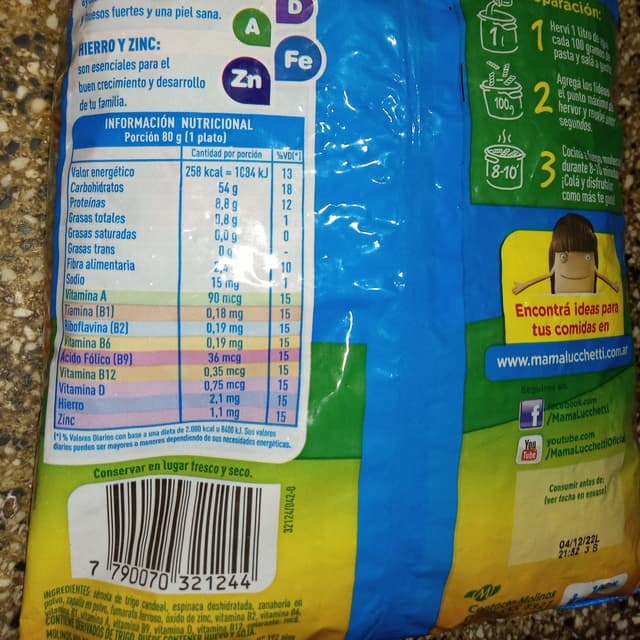 huesos fuertes y una piel sana.
A
D
HIERRO Y ZINC:
son esenciales para el
buen crecimiento y desarrollo
de tu familia.
Zn
Fe
INFORMACIÓN NUTRICIONAL
Porción 80 g (1 plato)
Cantidad por porción %VD(*)
Valor energético 258 kcal = 1084 kJ 13
Carbohidratos 54 g 18
Proteínas 8,8 g 12
Grasas totales 0,8 g 1
Grasas saturadas 0,0 g 0
Grasas trans 0 g -
Fibra alimentaria 10
Sodio 15 mg 1
Vitamina A 90 mcg 15
Tiamina (B1) 0,18 mg 15
Riboflavina (B2) 0,19 mg 15
Vitamina B6 0,19 mg 15
Ácido Fólico (B9) 36 mcg 15
Vitamina B12 0,35 mcg 15
Vitamina D 0,75 mcg 15
Hierro 2,1 mg 15
Zinc 1,1 mg 15
(*) % Valores Diarios con base a una dieta de 2.000 kcal u 8400 kJ. Sus valores
diarios pueden ser mayores o menores dependiendo de sus necesidades energéticas.
Conservar en lugar fresco y seco.
32124/042-0
7 790070 321244
INGREDIENTES: sémola de trigo candeal, espinaca deshidratada, zanahoria en
polvo, zapallo en polvo, fumarato ferroso, óxido de zinc, vitamina B2, vitamina B6,
paración:
1 l
1 Herví 1 litro de agua
cada 100 gramos de
pasta y salá a
100g
2 Agregá los fideos
el punto máximo
hervor y
segundos.
8-10'
3 Cociná a fuego
durante 8-10
¡Colá y disfrutá
como más te
Encontrá ideas para
tus comidas en
www.mamalucchetti.com.ar
Seguinos en
f facebook.com
/MamaLucchetti
You Tube youtube.com
/MamaLucchettiOficial
Consumir antes de:
(ver fecha en envase)
04/12/22L
21:52 3 B
Molinos